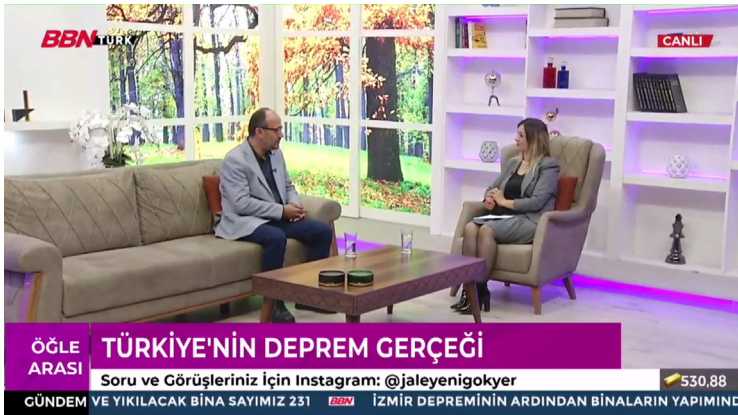 BBN TÜRK
CANLI
ÖĞLE ARASI
TÜRKİYE'NİN DEPREM GERÇEĞİ
Soru ve Görüşleriniz İçin Instagram: @jaleyenigokyer
530,88
GÜNDEM VE YIKILACAK BİNA SAYIMIZ 231 BBN İZMİR DEPREMİNİN ARDINDAN BİNALARIN YAPIMIND